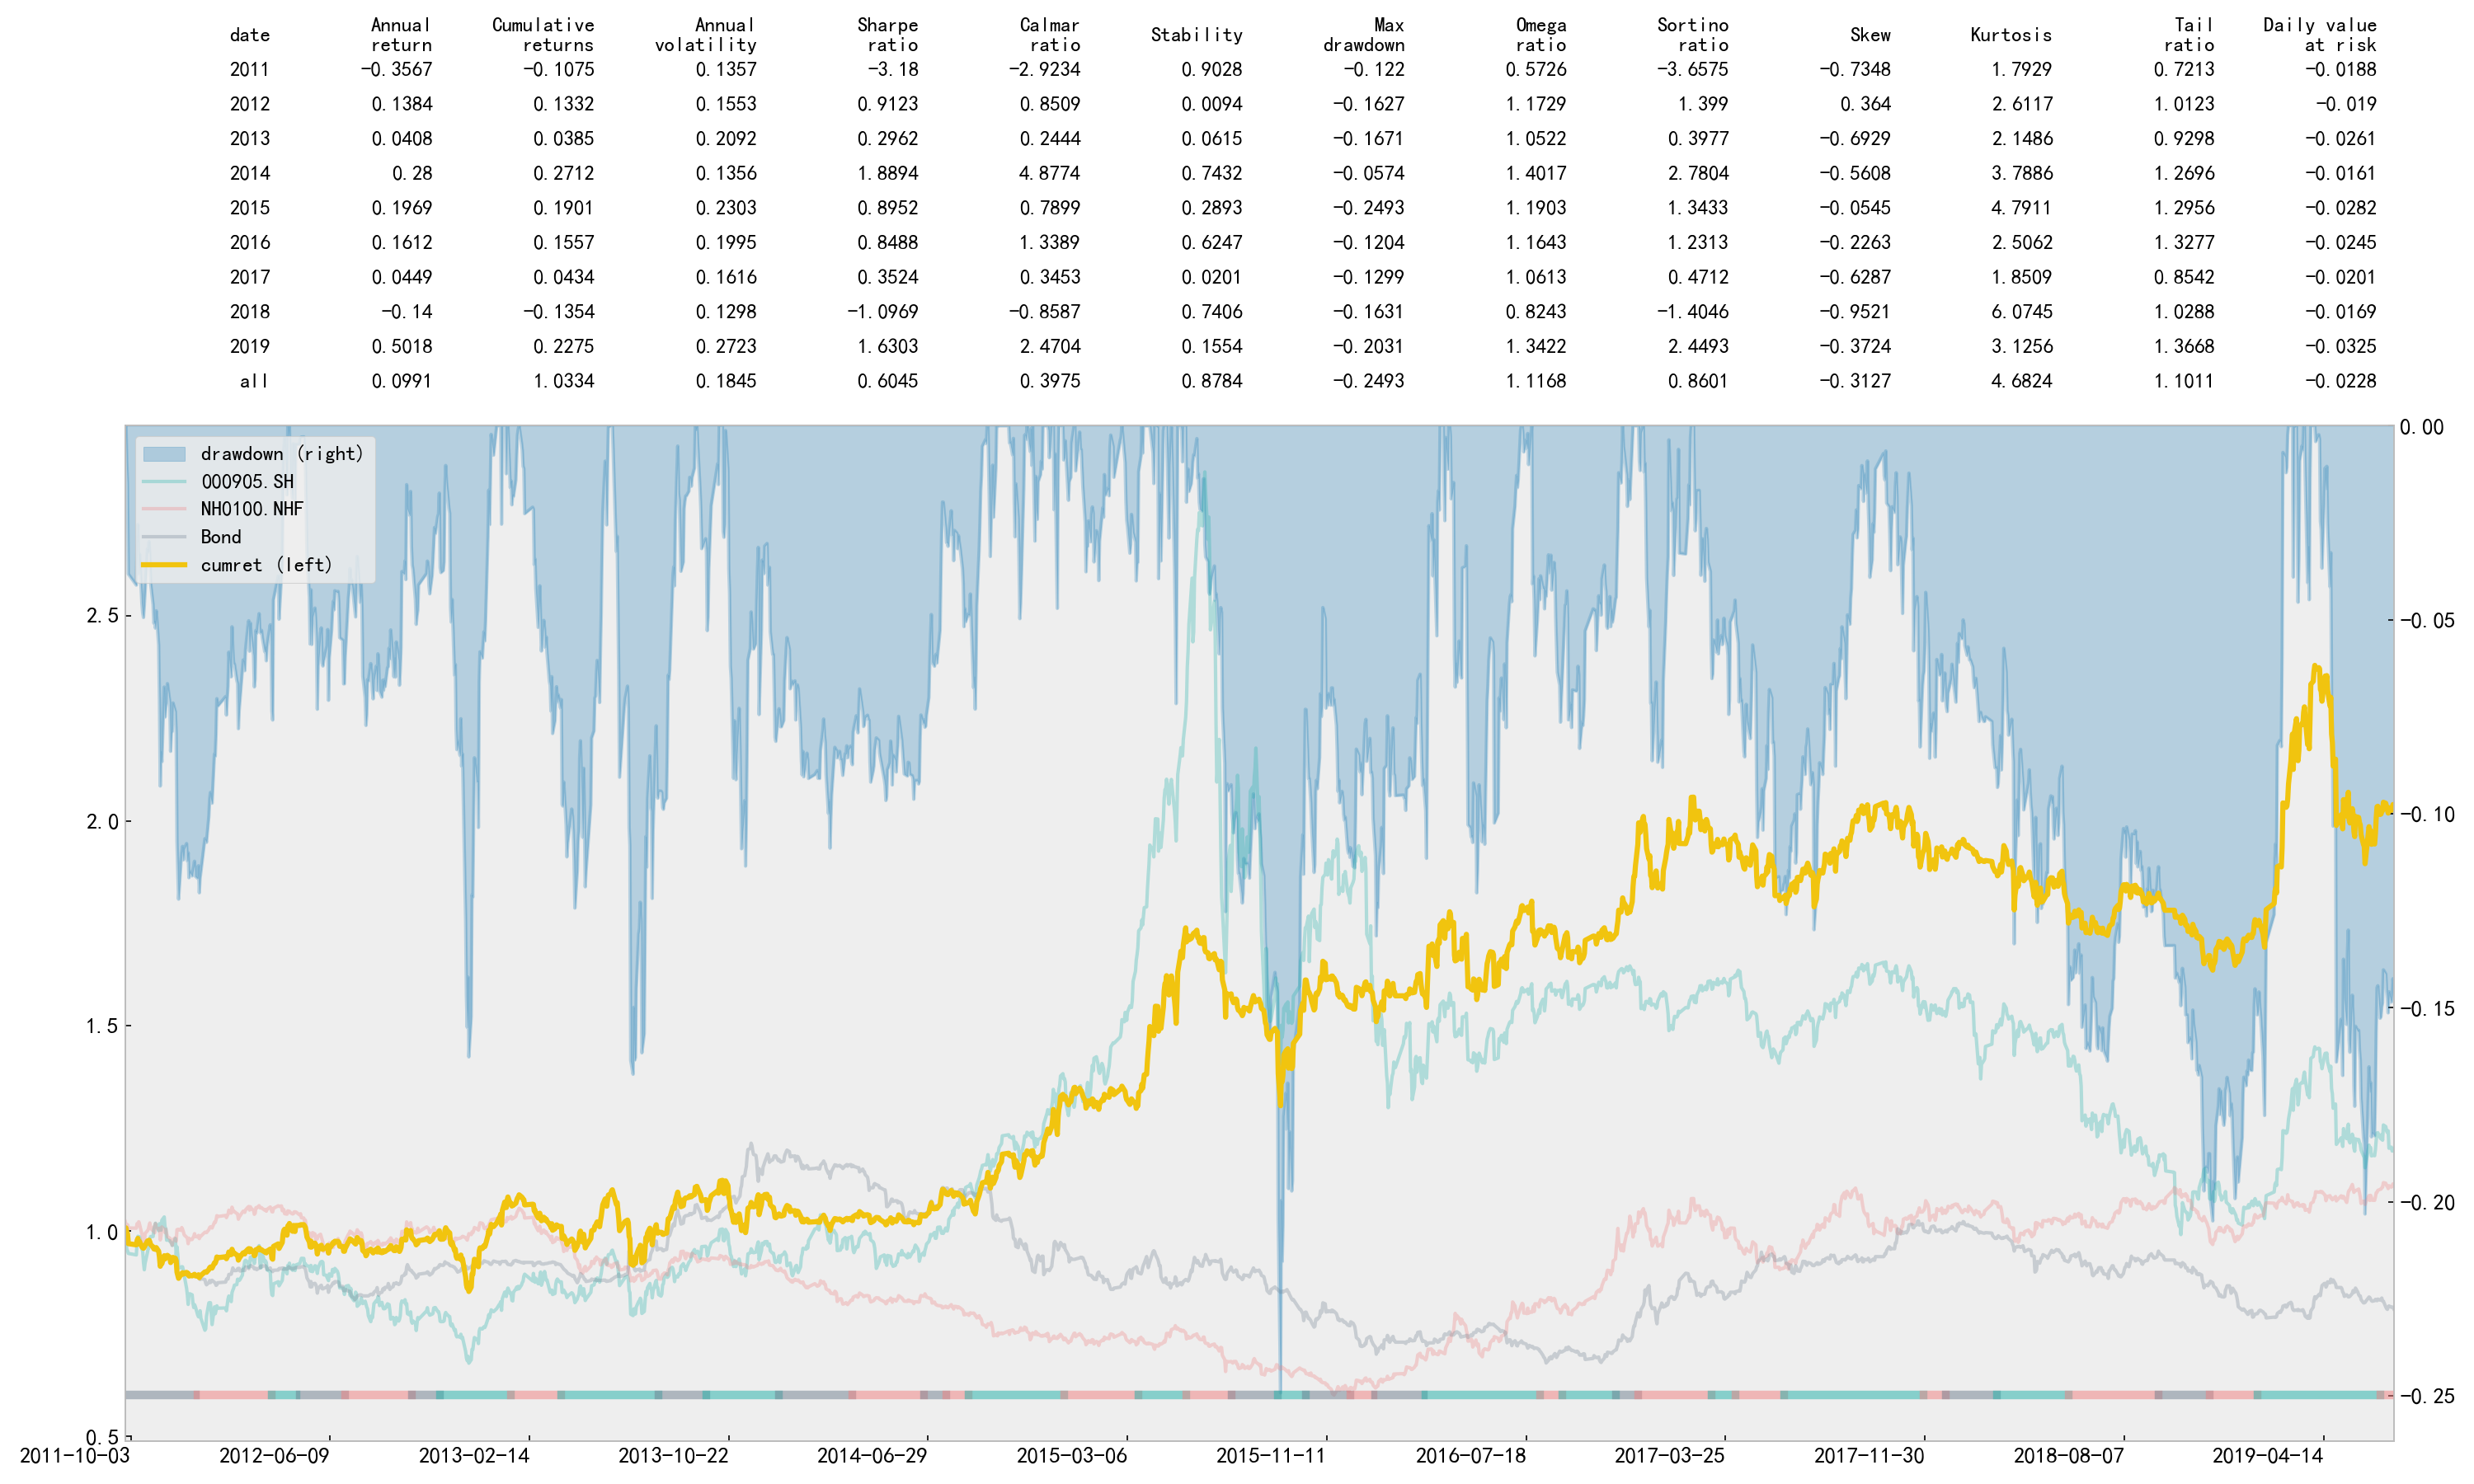 date Annual return Cumulative returns Annual volatility Sharpe ratio Calmar ratio Stability Max drawdown Omega ratio Sortino ratio Skew Kurtosis Tail ratio Daily value at risk
2011 -0.3567 -0.1075 0.1357 -3.18 -2.9234 0.9028 -0.122 0.5726 -3.6575 -0.7348 1.7929 0.7213 -0.0188
2012 0.1384 0.1332 0.1553 0.9123 0.8509 0.0094 -0.1627 1.1729 1.399 0.364 2.6117 1.0123 -0.019
2013 0.0408 0.0385 0.2092 0.2962 0.2444 0.0615 -0.1671 1.0522 0.3977 -0.6929 2.1486 0.9298 -0.0261
2014 0.28 0.2712 0.1356 1.8894 4.8774 0.7432 -0.0574 1.4017 2.7804 -0.5608 3.7886 1.2696 -0.0161
2015 0.1969 0.1901 0.2303 0.8952 0.7899 0.2893 -0.2493 1.1903 1.3433 -0.0545 4.7911 1.2956 -0.0282
2016 0.1612 0.1557 0.1995 0.8488 1.3389 0.6247 -0.1204 1.1643 1.2313 -0.2263 2.5062 1.3277 -0.0245
2017 0.0449 0.0434 0.1616 0.3524 0.3453 0.0201 -0.1299 1.0613 0.4712 -0.6287 1.8509 0.8542 -0.0201
2018 -0.14 -0.1354 0.1298 -1.0969 -0.8587 0.7406 -0.1631 0.8243 -1.4046 -0.9521 6.0745 1.0288 -0.0169
2019 0.5018 0.2275 0.2723 1.6303 2.4704 0.1554 -0.2031 1.3422 2.4493 -0.3724 3.1256 1.3668 -0.0325
all 0.0991 1.0334 0.1845 0.6045 0.3975 0.8784 -0.2493 1.1168 0.8601 -0.3127 4.6824 1.1011 -0.0228
drawdown (right)
000905.SH
NH0100.NHF
Bond
cumret (left)
2.5
2.0
1.5
1.0
0.5
0.00
-0.05
-0.10
-0.15
-0.20
-0.25
2011-10-03 2012-06-09 2013-02-14 2013-10-22 2014-06-29 2015-03-06 2015-11-11 2016-07-18 2017-03-25 2017-11-30 2018-08-07 2019-04-14